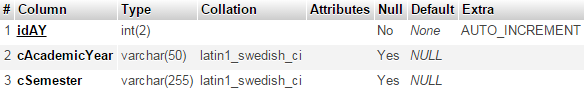 # Column Type Collation Attributes Null Default Extra
1 idAY int(2) No None AUTO_INCREMENT
2 cAcademicYear varchar(50) latin1_swedish_ci Yes NULL
3 cSemester varchar(255) latin1_swedish_ci Yes NULL